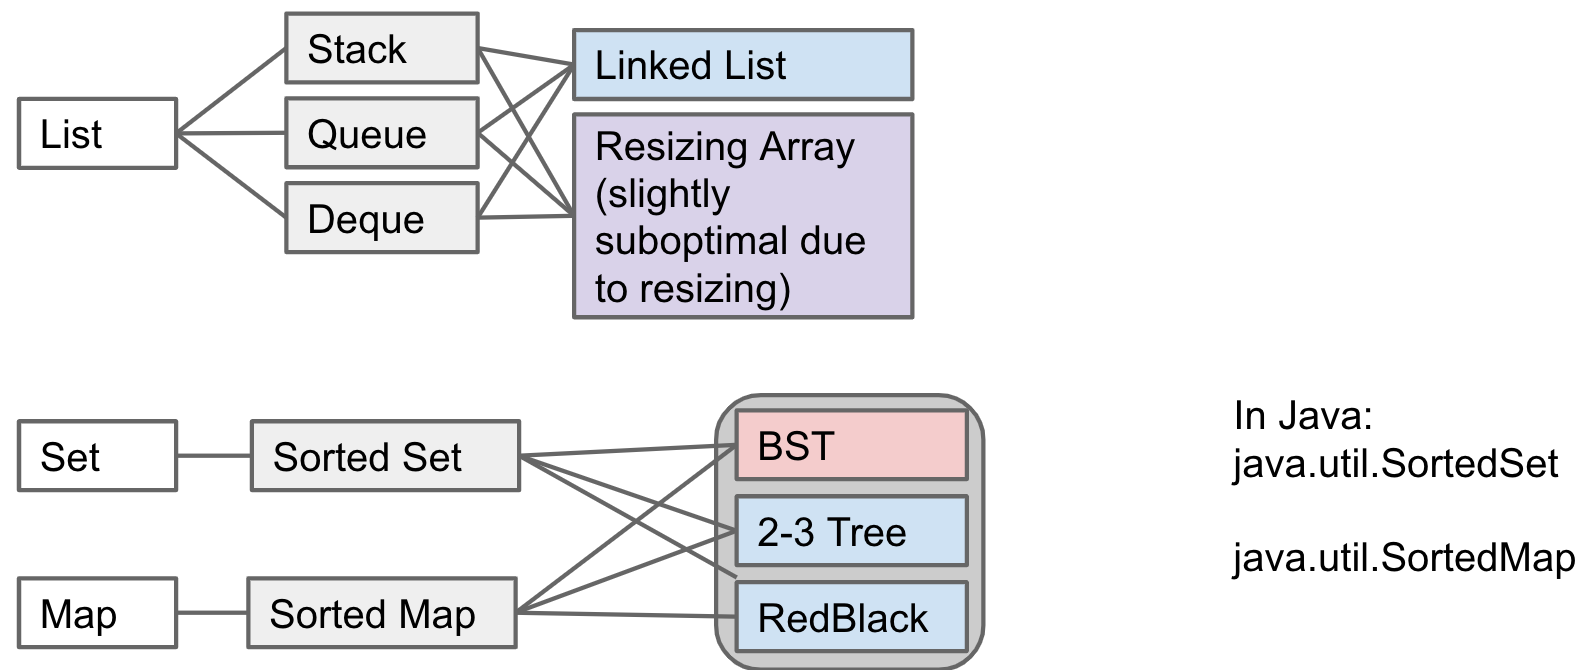 List
Stack
Queue
Deque
Linked List
Resizing Array
(slightly
suboptimal due
to resizing)
Set
Sorted Set
Map
Sorted Map
BST
2-3 Tree
RedBlack
In Java:
java.util.SortedSet
java.util.SortedMap